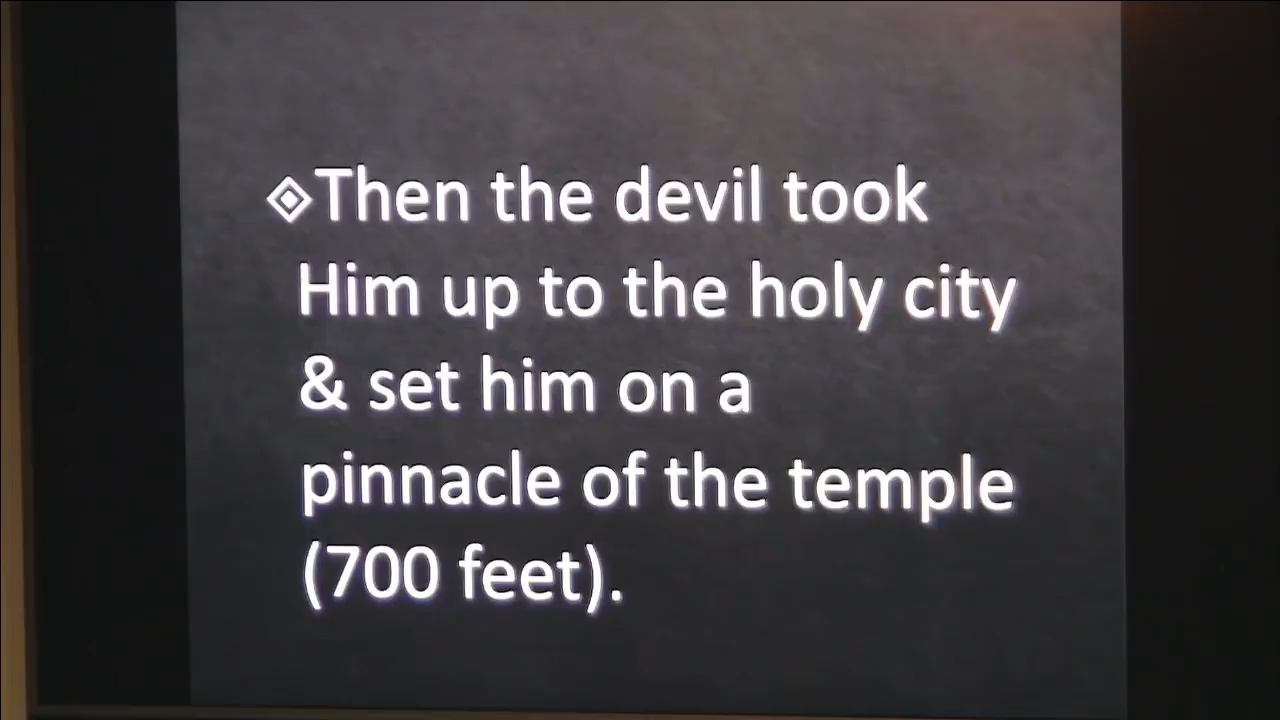 Then the devil took
Him up to the holy city
& set him on a
pinnacle of the temple
(700 feet).